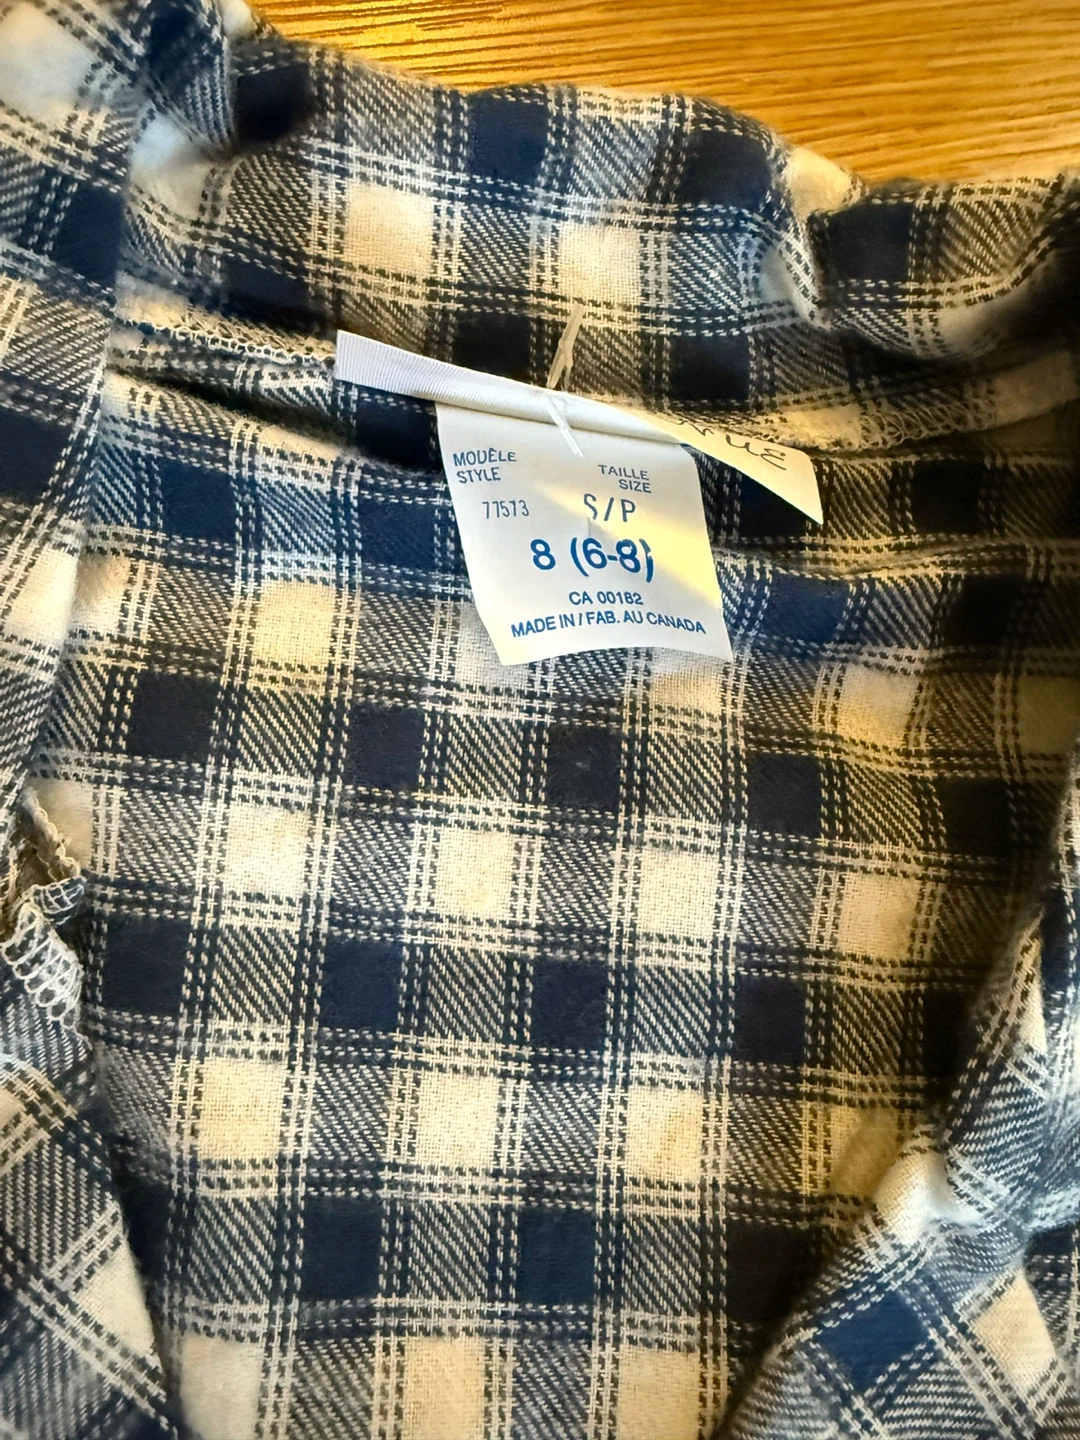 MODÈLE
STYLE
TAILLE
SIZE
77573
S/P
8 (6-8)
CA 00182
MADE IN / FAB. AU CANADA